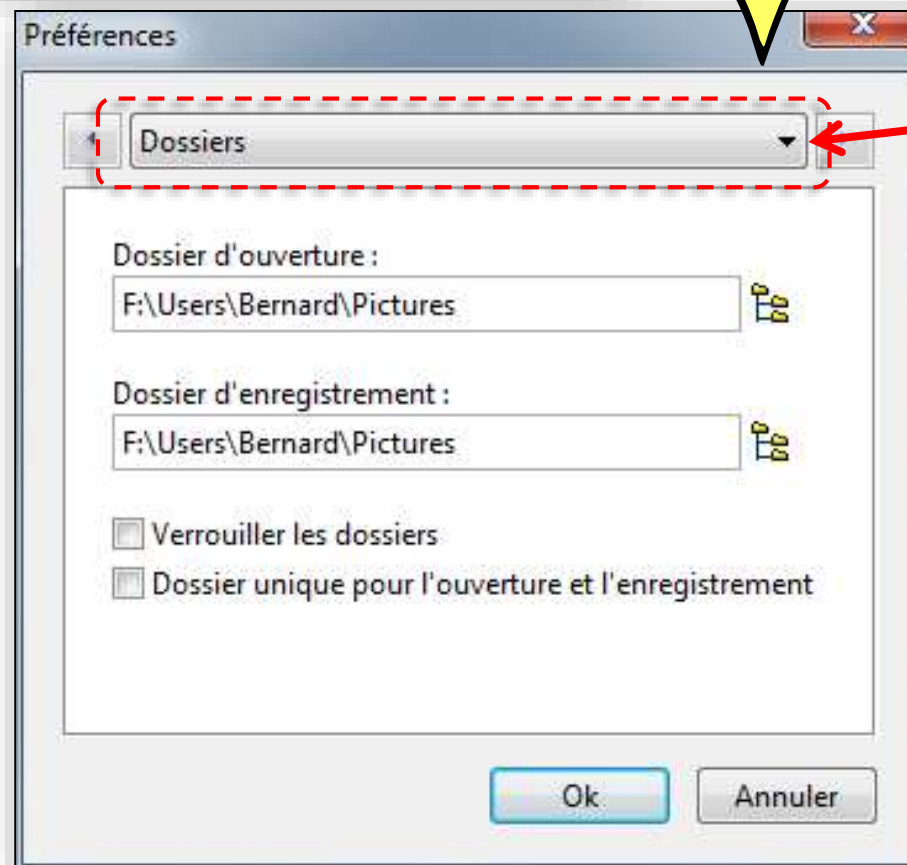 Préférences
Dossiers
Dossier d'ouverture :
F:\Users\Bernard\Pictures
Dossier d'enregistrement :
F:\Users\Bernard\Pictures
Verrouiller les dossiers
Dossier unique pour l'ouverture et l'enregistrement
Ok
Annuler